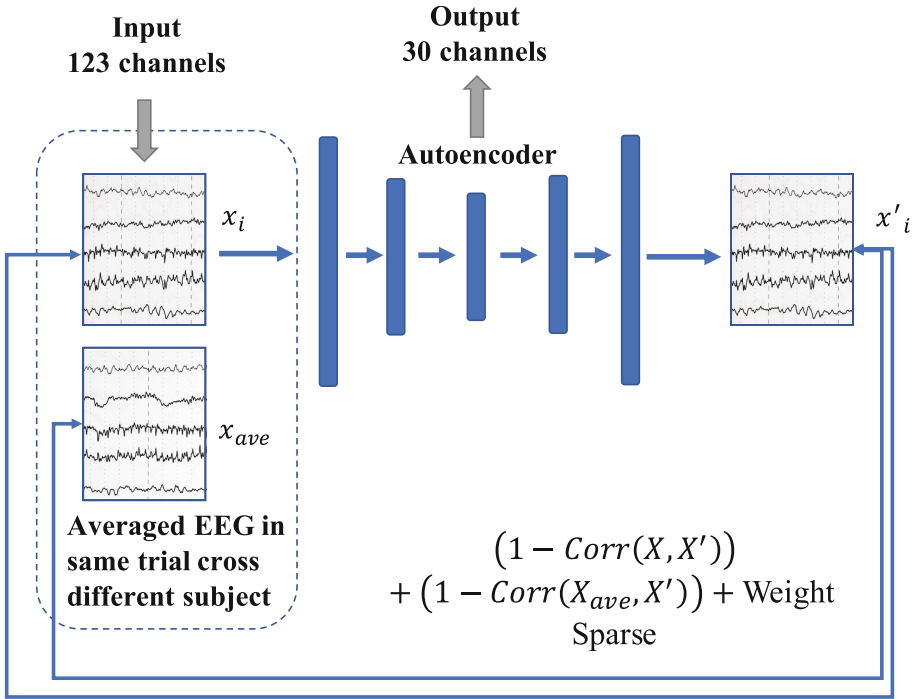 Input
123 channels
Output
30 channels
Autoencoder
x_i
x'_i
x_ave
Averaged EEG in
same trial cross
different subject
(1 − Corr(X, X′))
+ (1 − Corr(X_ave, X′)) + Weight
Sparse